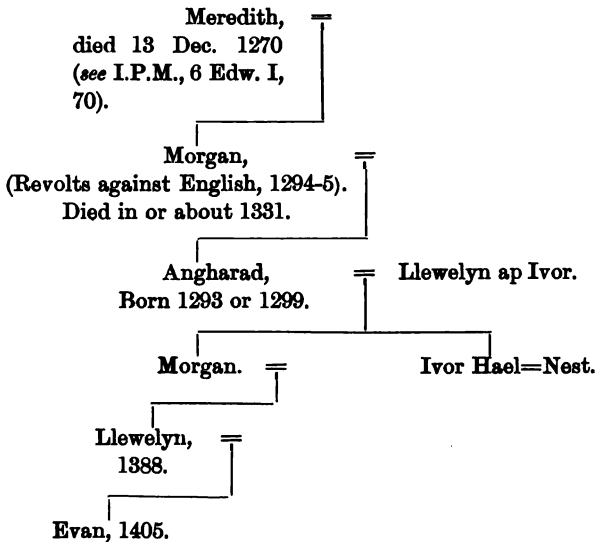 Meredith, =
died 13 Dec. 1270
(see I.P.M., 6 Edw. I,
70).
Morgan, =
(Revolts against English, 1294-5).
Died in or about 1331.
Angharad, = Llewelyn ap Ivor.
Born 1293 or 1299.
Morgan. = Ivor Hael=Nest.
Llewelyn, =
1388.
Evan, 1405.